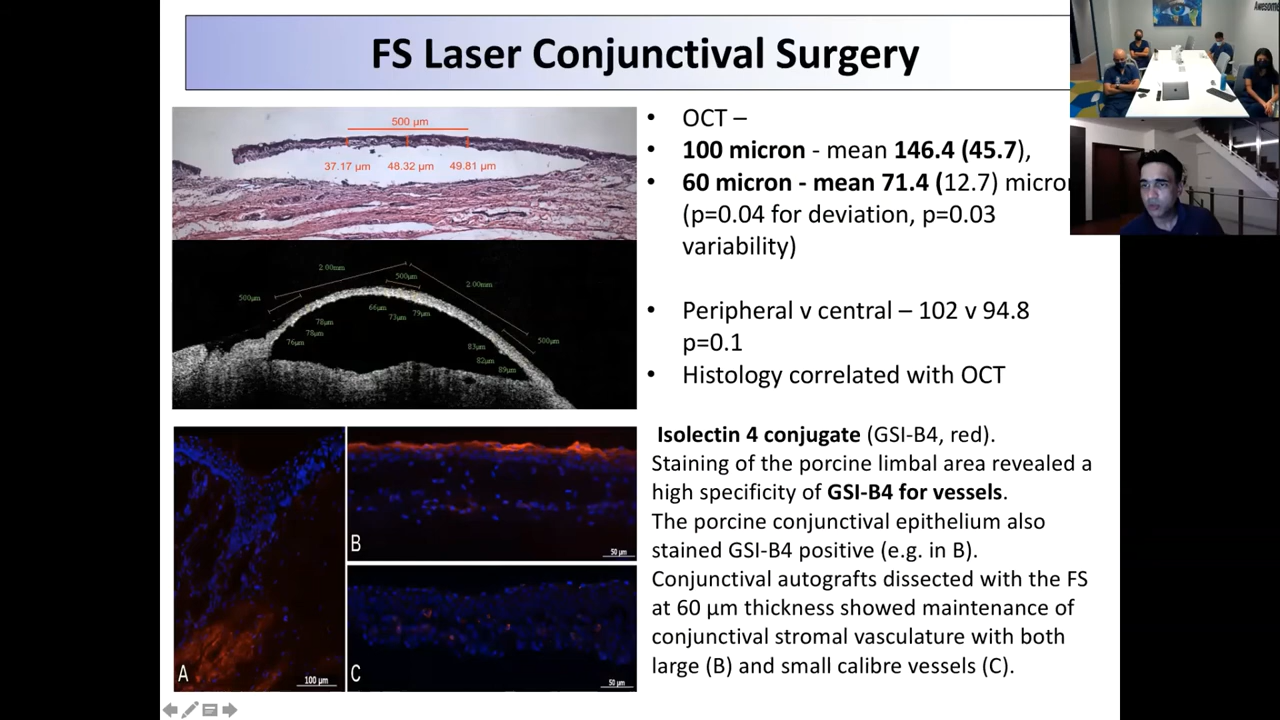 FS Laser Conjunctival Surgery
Awesome
500 µm
37.17 µm 48.32 µm 49.81 µm
2.00mm
500µm
500µm
2.00mm
66µm
73µm
79µm
78µm
78µm
76µm
500µm
83µm
82µm
89µm
• OCT –
• 100 micron - mean 146.4 (45.7),
• 60 micron - mean 71.4 (12.7) micron
(p=0.04 for deviation, p=0.03
variability)
• Peripheral v central – 102 v 94.8
p=0.1
• Histology correlated with OCT
A
100 µm
B
50 µm
C
50 µm
Isolectin 4 conjugate (GSI-B4, red).
Staining of the porcine limbal area revealed a
high specificity of GSI-B4 for vessels.
The porcine conjunctival epithelium also
stained GSI-B4 positive (e.g. in B).
Conjunctival autografts dissected with the FS
at 60 µm thickness showed maintenance of
conjunctival stromal vasculature with both
large (B) and small calibre vessels (C).